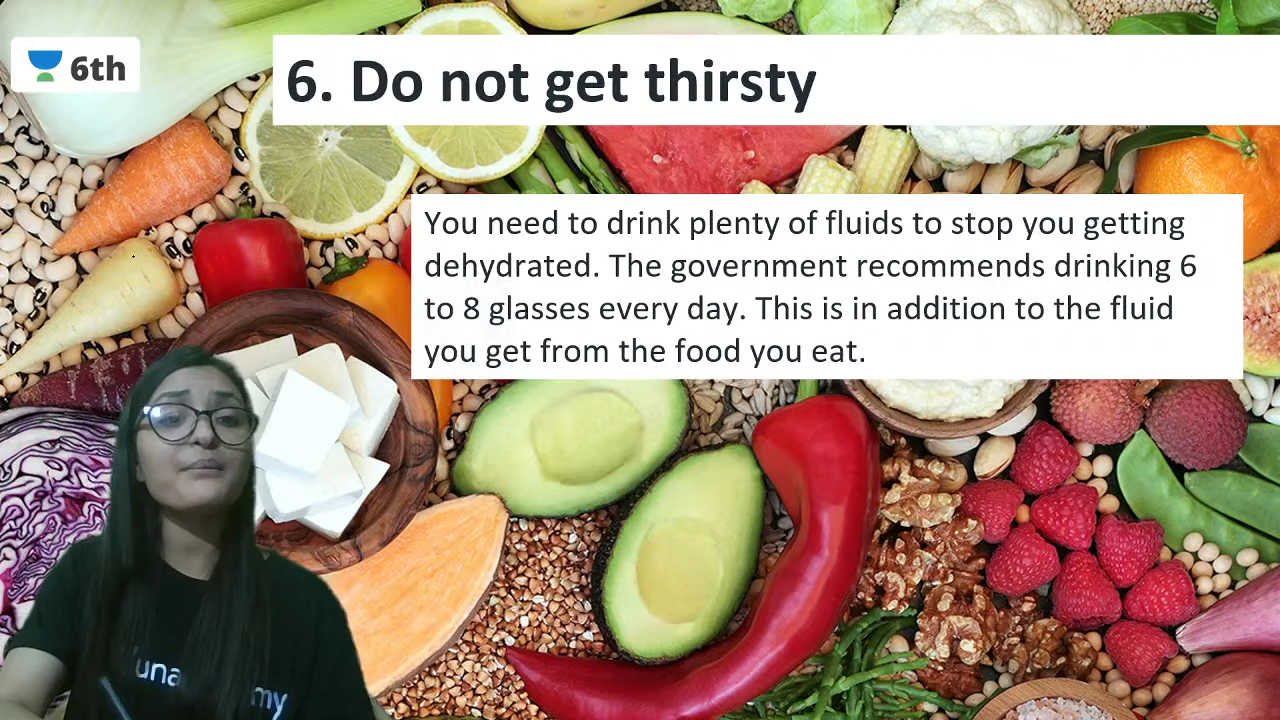 6th
6. Do not get thirsty
You need to drink plenty of fluids to stop you getting
dehydrated. The government recommends drinking 6
to 8 glasses every day. This is in addition to the fluid
you get from the food you eat.